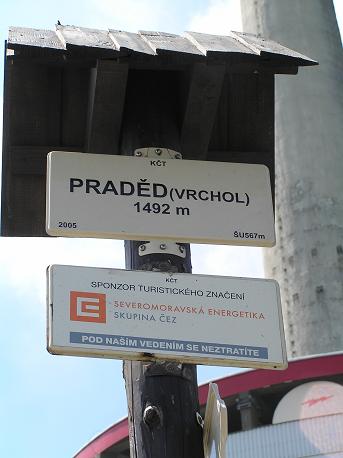 KČT
PRADĚD (VRCHOL)
1492 m
2005 ŠU567m
KČT
SPONZOR TURISTICKÉHO ZNAČENÍ
SEVEROMORAVSKÁ ENERGETIKA
SKUPINA ČEZ
POD NAŠÍM VEDENÍM SE NEZTRATÍTE